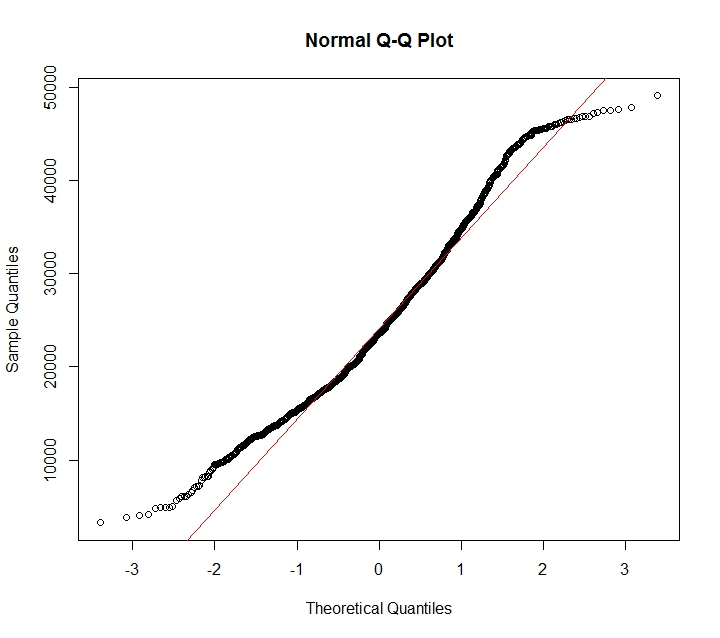 Normal Q-Q Plot
50000
40000
30000
20000
10000
Sample Quantiles
-3 -2 -1 0 1 2 3
Theoretical Quantiles